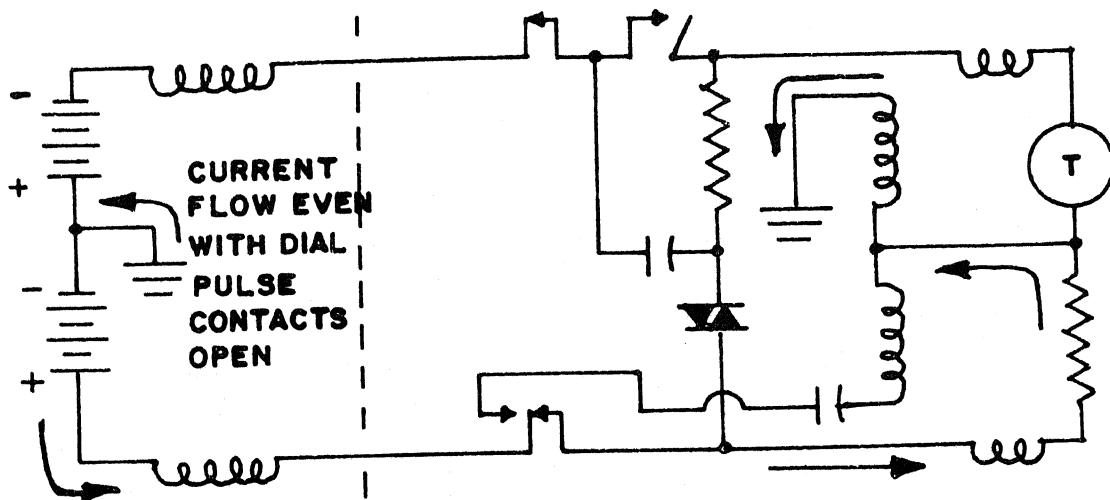 -
+
-
+
CURRENT
FLOW EVEN
WITH DIAL
PULSE
CONTACTS
OPEN
T